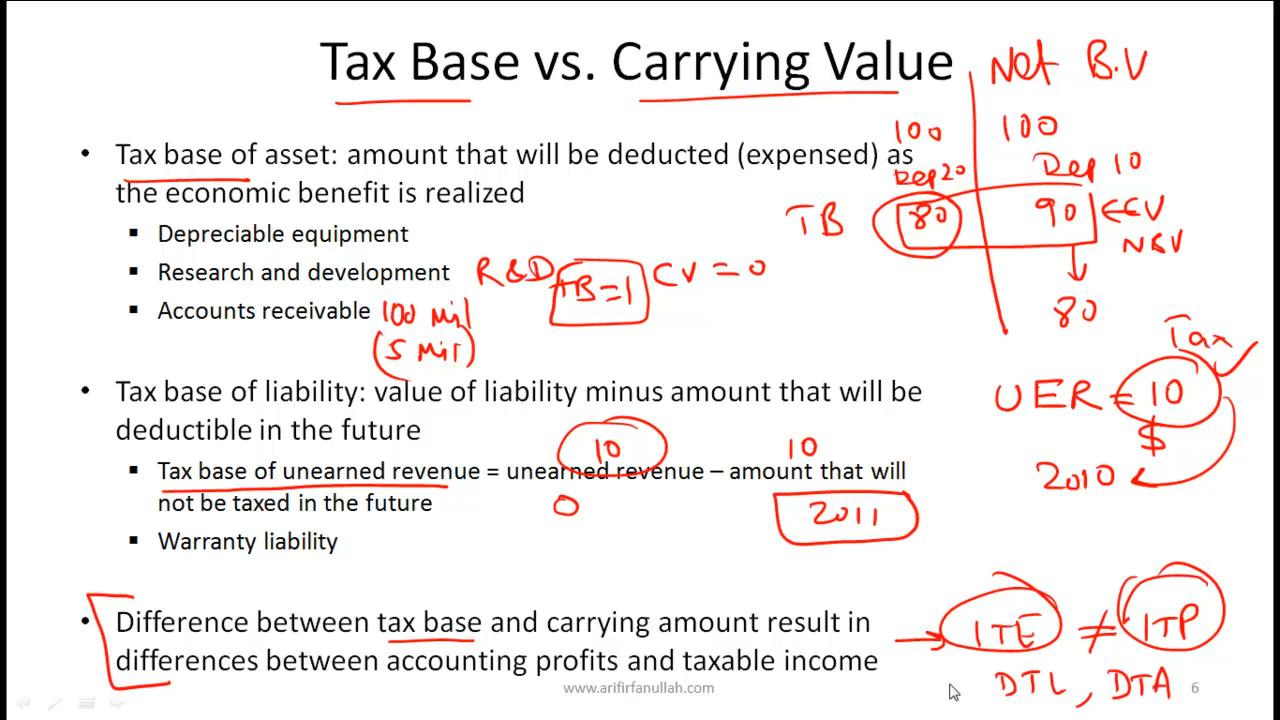 Tax Base vs. Carrying Value
Net B.V
100
100
Dep 20
Dep 10
• Tax base of asset: amount that will be deducted (expensed) as
the economic benefit is realized
TB 80 90 ← CV
NBV
80
▪ Depreciable equipment
▪ Research and development R&D TB = 1 CV = 0
▪ Accounts receivable 100 Mil
(5 Mil)
Tax
• Tax base of liability: value of liability minus amount that will be
UER = 10
deductible in the future
$
10 10
▪ Tax base of unearned revenue = unearned revenue – amount that will
2010
not be taxed in the future
0 2011
▪ Warranty liability
• Difference between tax base and carrying amount result in
ITE ≠ ITP
differences between accounting profits and taxable income
DTL, DTA
www.arifirfanullah.com
6